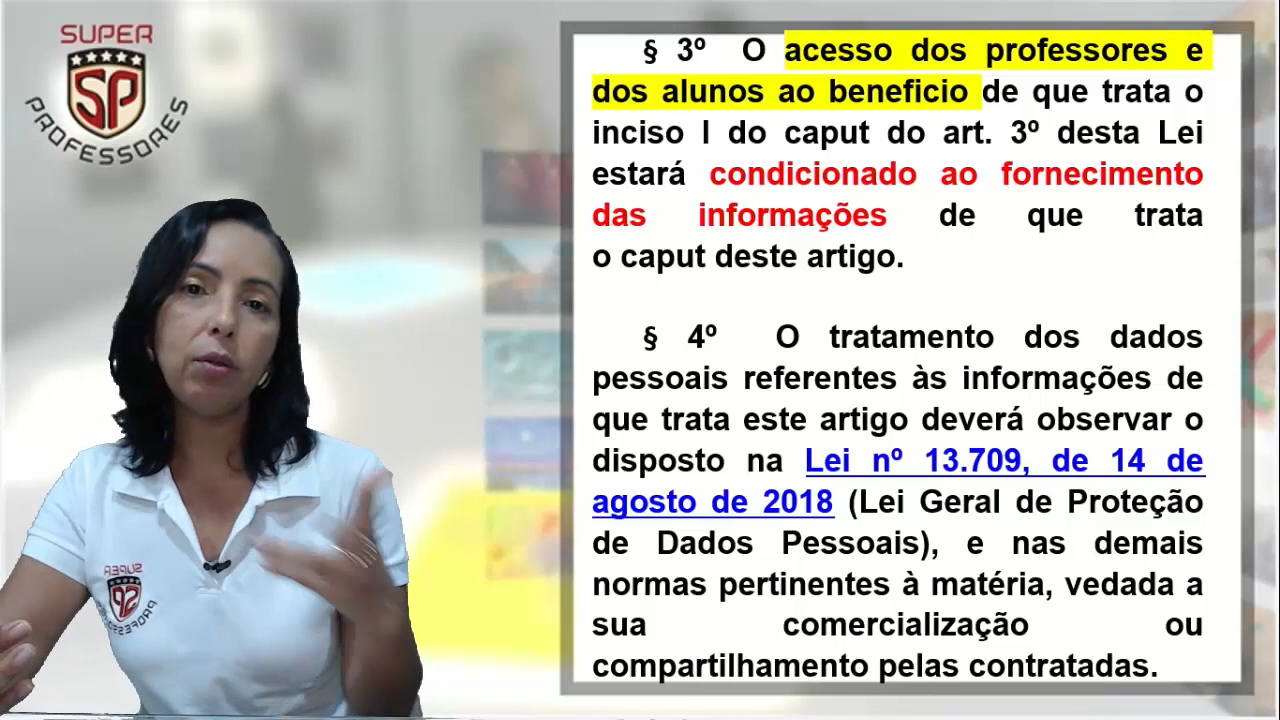 SUPER
SP
PROFESSORES
§ 3º O acesso dos professores e
dos alunos ao beneficio de que trata o
inciso I do caput do art. 3º desta Lei
estará condicionado ao fornecimento
das informações de que trata
o caput deste artigo.
§ 4º O tratamento dos dados
pessoais referentes às informações de
que trata este artigo deverá observar o
disposto na Lei nº 13.709, de 14 de
agosto de 2018 (Lei Geral de Proteção
de Dados Pessoais), e nas demais
normas pertinentes à matéria, vedada a
sua comercialização ou
compartilhamento pelas contratadas.
SUPER
SP
PROFESSORES